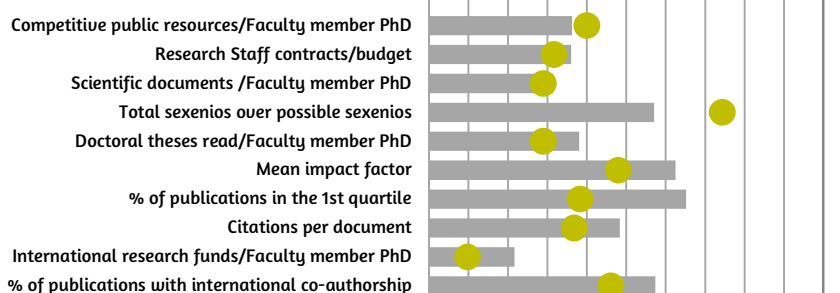 Competitive public resources/Faculty member PhD
Research Staff contracts/budget
Scientific documents /Faculty member PhD
Total sexenios over possible sexenios
Doctoral theses read/Faculty member PhD
Mean impact factor
% of publications in the 1st quartile
Citations per document
International research funds/Faculty member PhD
% of publications with international co-authorship